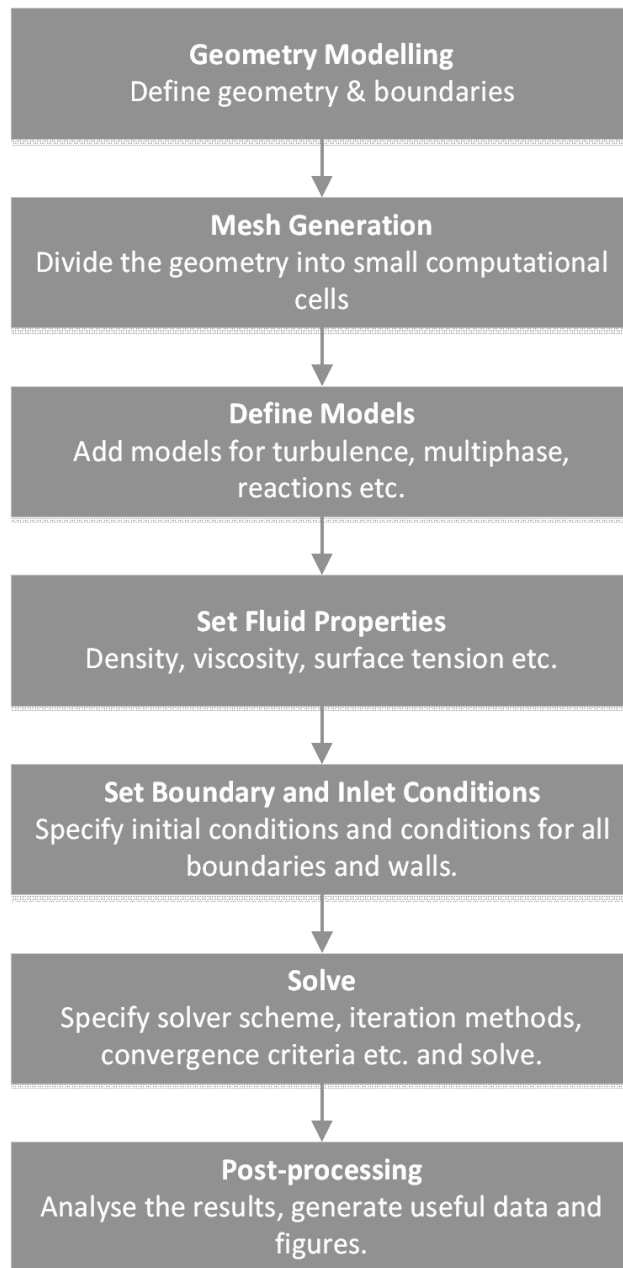 Geometry Modelling
Define geometry & boundaries
Mesh Generation
Divide the geometry into small computational
cells
Define Models
Add models for turbulence, multiphase,
reactions etc.
Set Fluid Properties
Density, viscosity, surface tension etc.
Set Boundary and Inlet Conditions
Specify initial conditions and conditions for all
boundaries and walls.
Solve
Specify solver scheme, iteration methods,
convergence criteria etc. and solve.
Post-processing
Analyse the results, generate useful data and
figures.